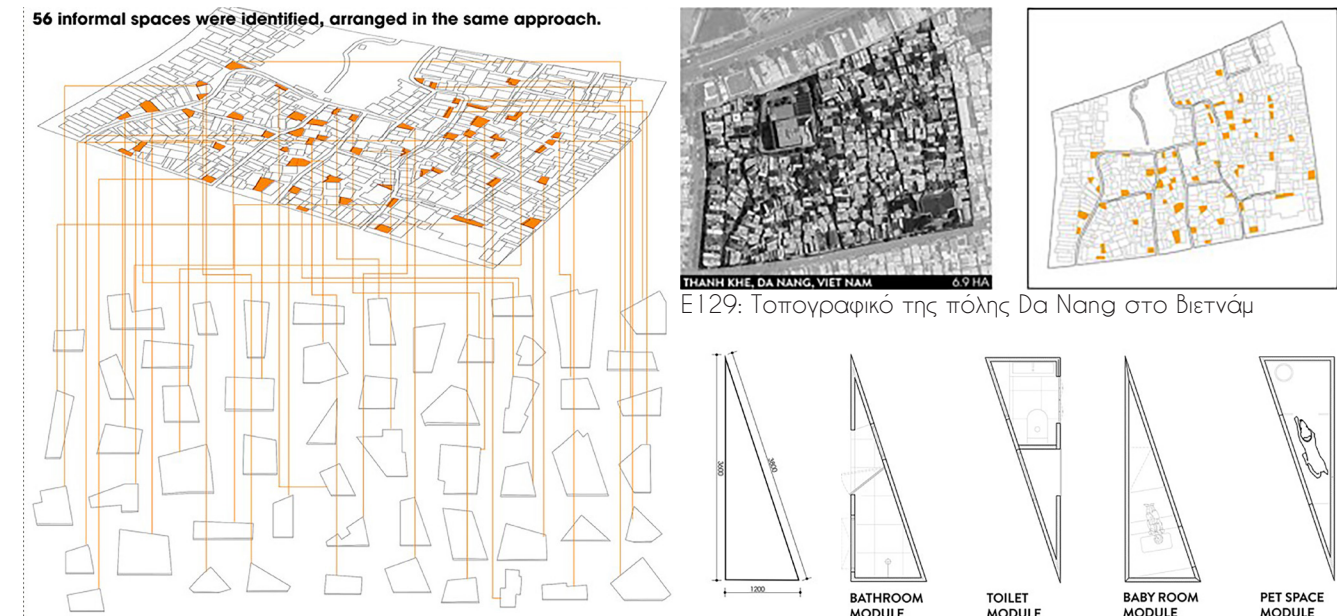 56 informal spaces were identified, arranged in the same approach.
THANH KHE, DA NANG, VIET NAM
6.9 HA
E129: Τοπογραφικό της πόλης Da Nang στο Βιετνάμ
3600
3800
1200
BATHROOM
MODULE
TOILET
MODULE
BABY ROOM
MODULE
PET SPACE
MODULE